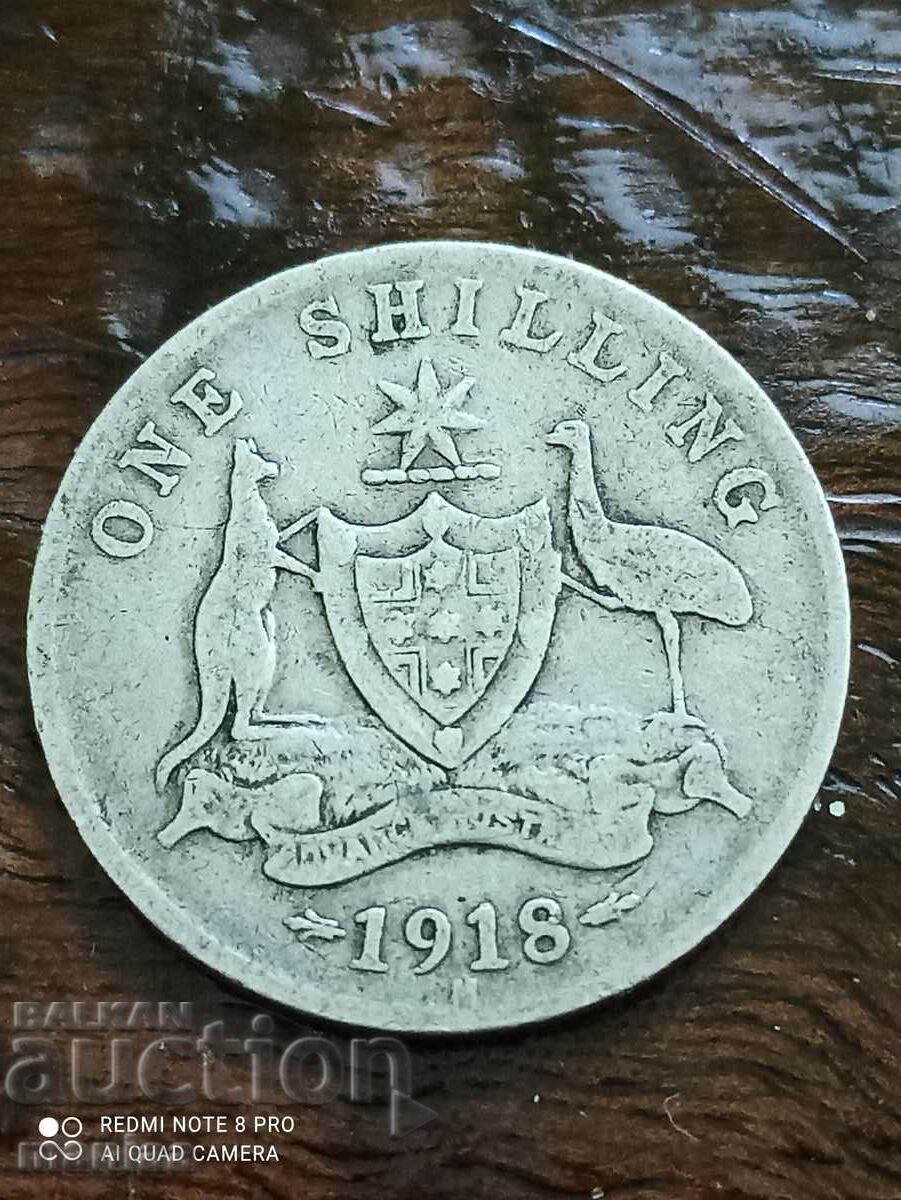 ONE SHILLING
1918
M
BALKAN
auction
REDMI NOTE 8 PRO
AI QUAD CAMERA